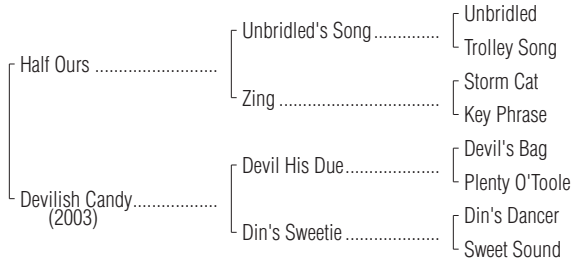 Unbridled
Unbridled's Song..............
Trolley Song
Half Ours ........................
Storm Cat
Zing ................................
Key Phrase
Devil's Bag
Devil His Due...................
Plenty O'Toole
Devilish Candy.................
(2003)
Din's Dancer
Din's Sweetie ...................
Sweet Sound